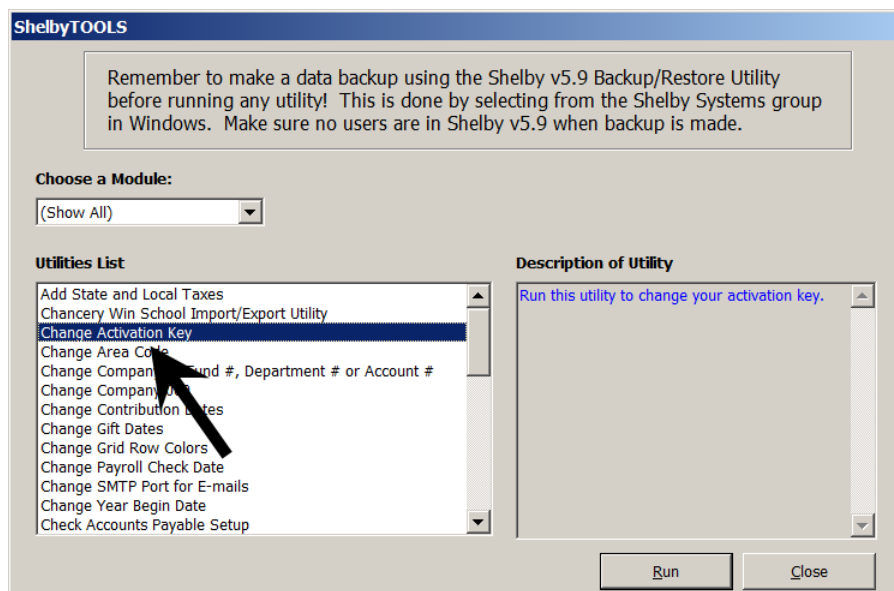 ShelbyTOOLS
Remember to make a data backup using the Shelby v5.9 Backup/Restore Utility
before running any utility! This is done by selecting from the Shelby Systems group
in Windows. Make sure no users are in Shelby v5.9 when backup is made.
Choose a Module:
(Show All)
Utilities List
Add State and Local Taxes
Chancery Win School Import/Export Utility
Change Activation Key
Change Area Code
Change Company Fund #, Department # or Account #
Change Company
Change Contribution Dates
Change Gift Dates
Change Grid Row Colors
Change Payroll Check Date
Change SMTP Port for E-mails
Change Year Begin Date
Check Accounts Payable Setup
Description of Utility
Run this utility to change your activation key.
Run
Close